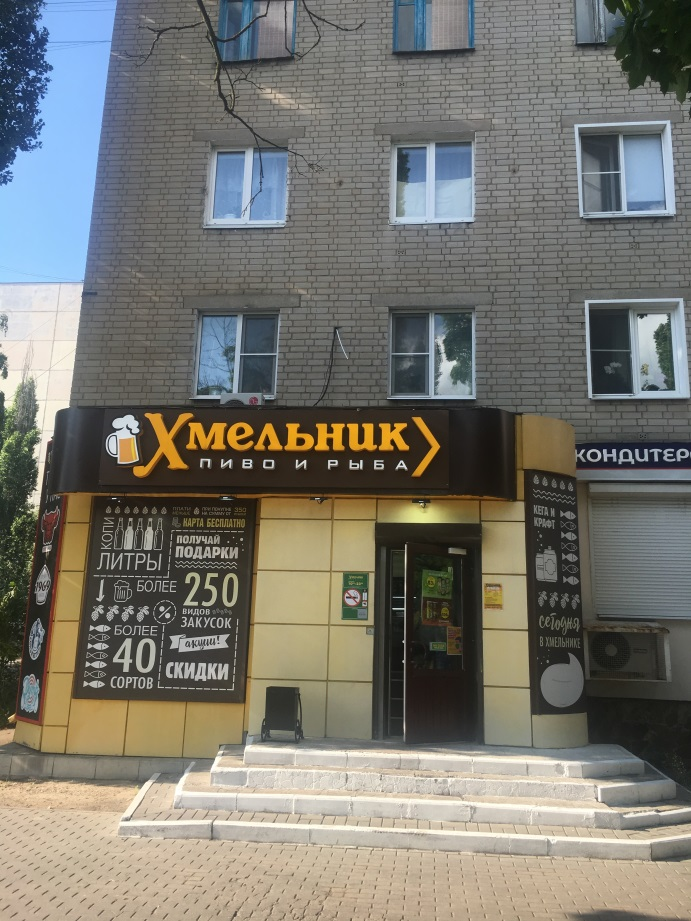 Хмельник
ПИВО И РЫБА
КОНДИТЕРС
КОПИ
ЛИТРЫ
КАРТА БЕСПЛАТНО
ПОЛУЧАЙ
ПОДАРКИ
БОЛЕЕ
250
ВИДОВ
ЗАКУСОК
БОЛЕЕ
40
СОРТОВ
акции!
СКИДКИ
КЕГА И
КРАФТ
сегодня
В ХМЕЛЬНИКЕ